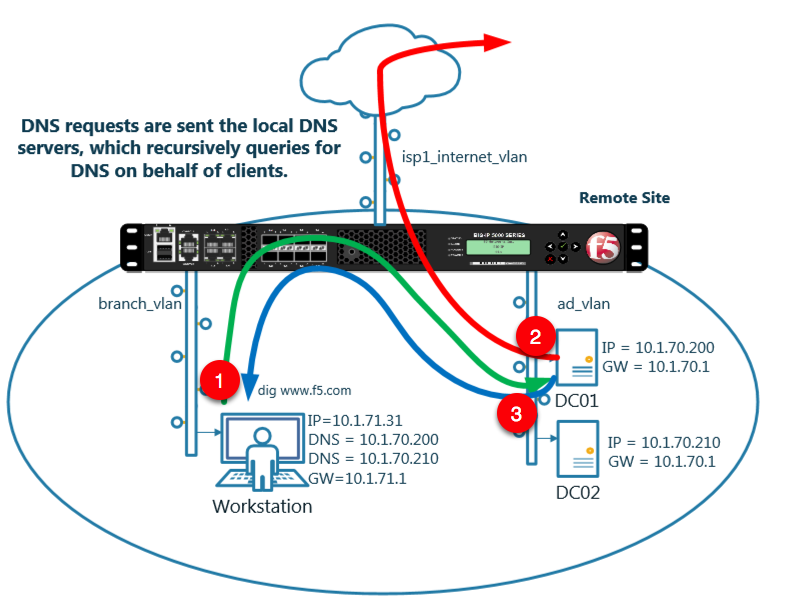 DNS requests are sent the local DNS
servers, which recursively queries for
DNS on behalf of clients.
isp1_internet_vlan
Remote Site
BIG-IP 5000 SERIES
f5
branch_vlan
ad_vlan
2
IP = 10.1.70.200
GW = 10.1.70.1
1
dig www.f5.com
DC01
3
IP=10.1.71.31
DNS = 10.1.70.200
DNS = 10.1.70.210
GW=10.1.71.1
IP = 10.1.70.210
GW = 10.1.70.1
DC02
Workstation